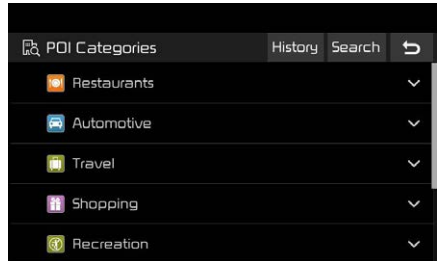 POI Categories History Search
Restaurants
Automotive
Travel
Shopping
Recreation